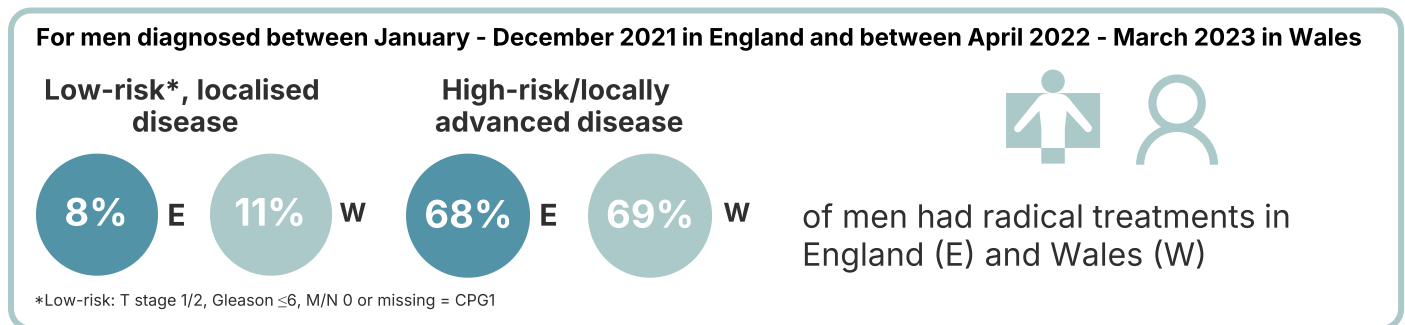 For men diagnosed between January - December 2021 in England and between April 2022 - March 2023 in Wales
Low-risk*, localised
disease
High-risk/locally
advanced disease
8% E 11% W 68% E 69% W
of men had radical treatments in
England (E) and Wales (W)
*Low-risk: T stage 1/2, Gleason ≤6, M/N 0 or missing = CPG1